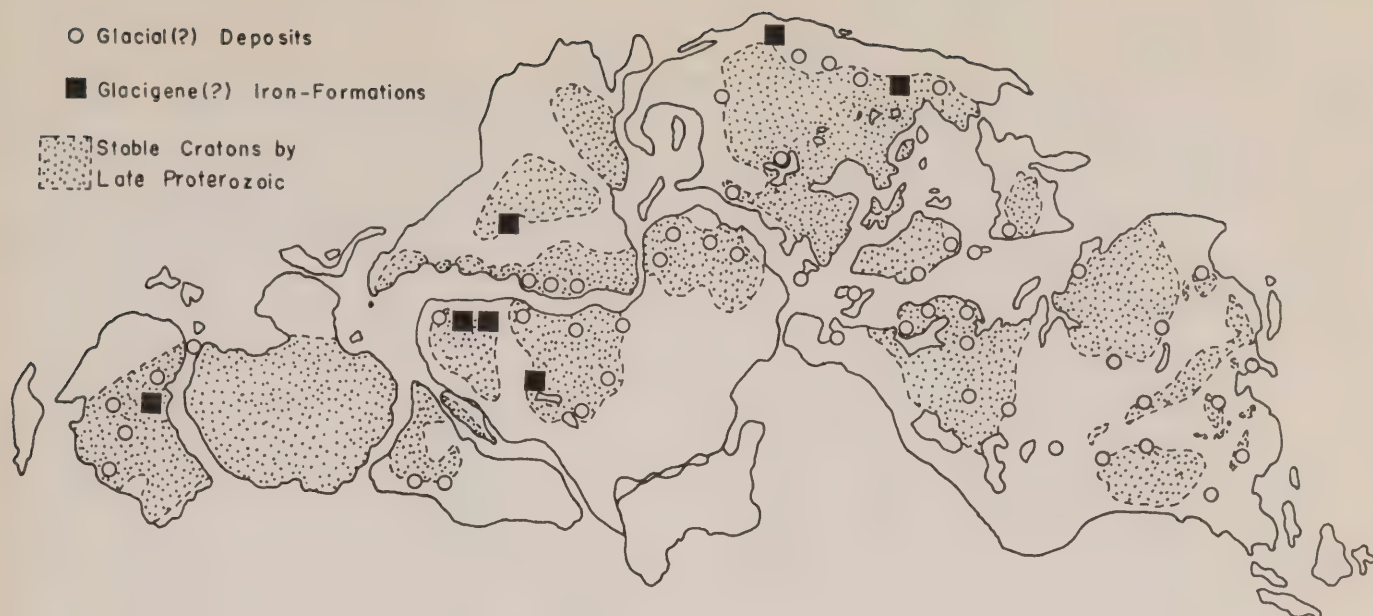 Glacial(?) Deposits
Glacigene(?) Iron-Formations
Stable Cratons by
Late Proterozoic